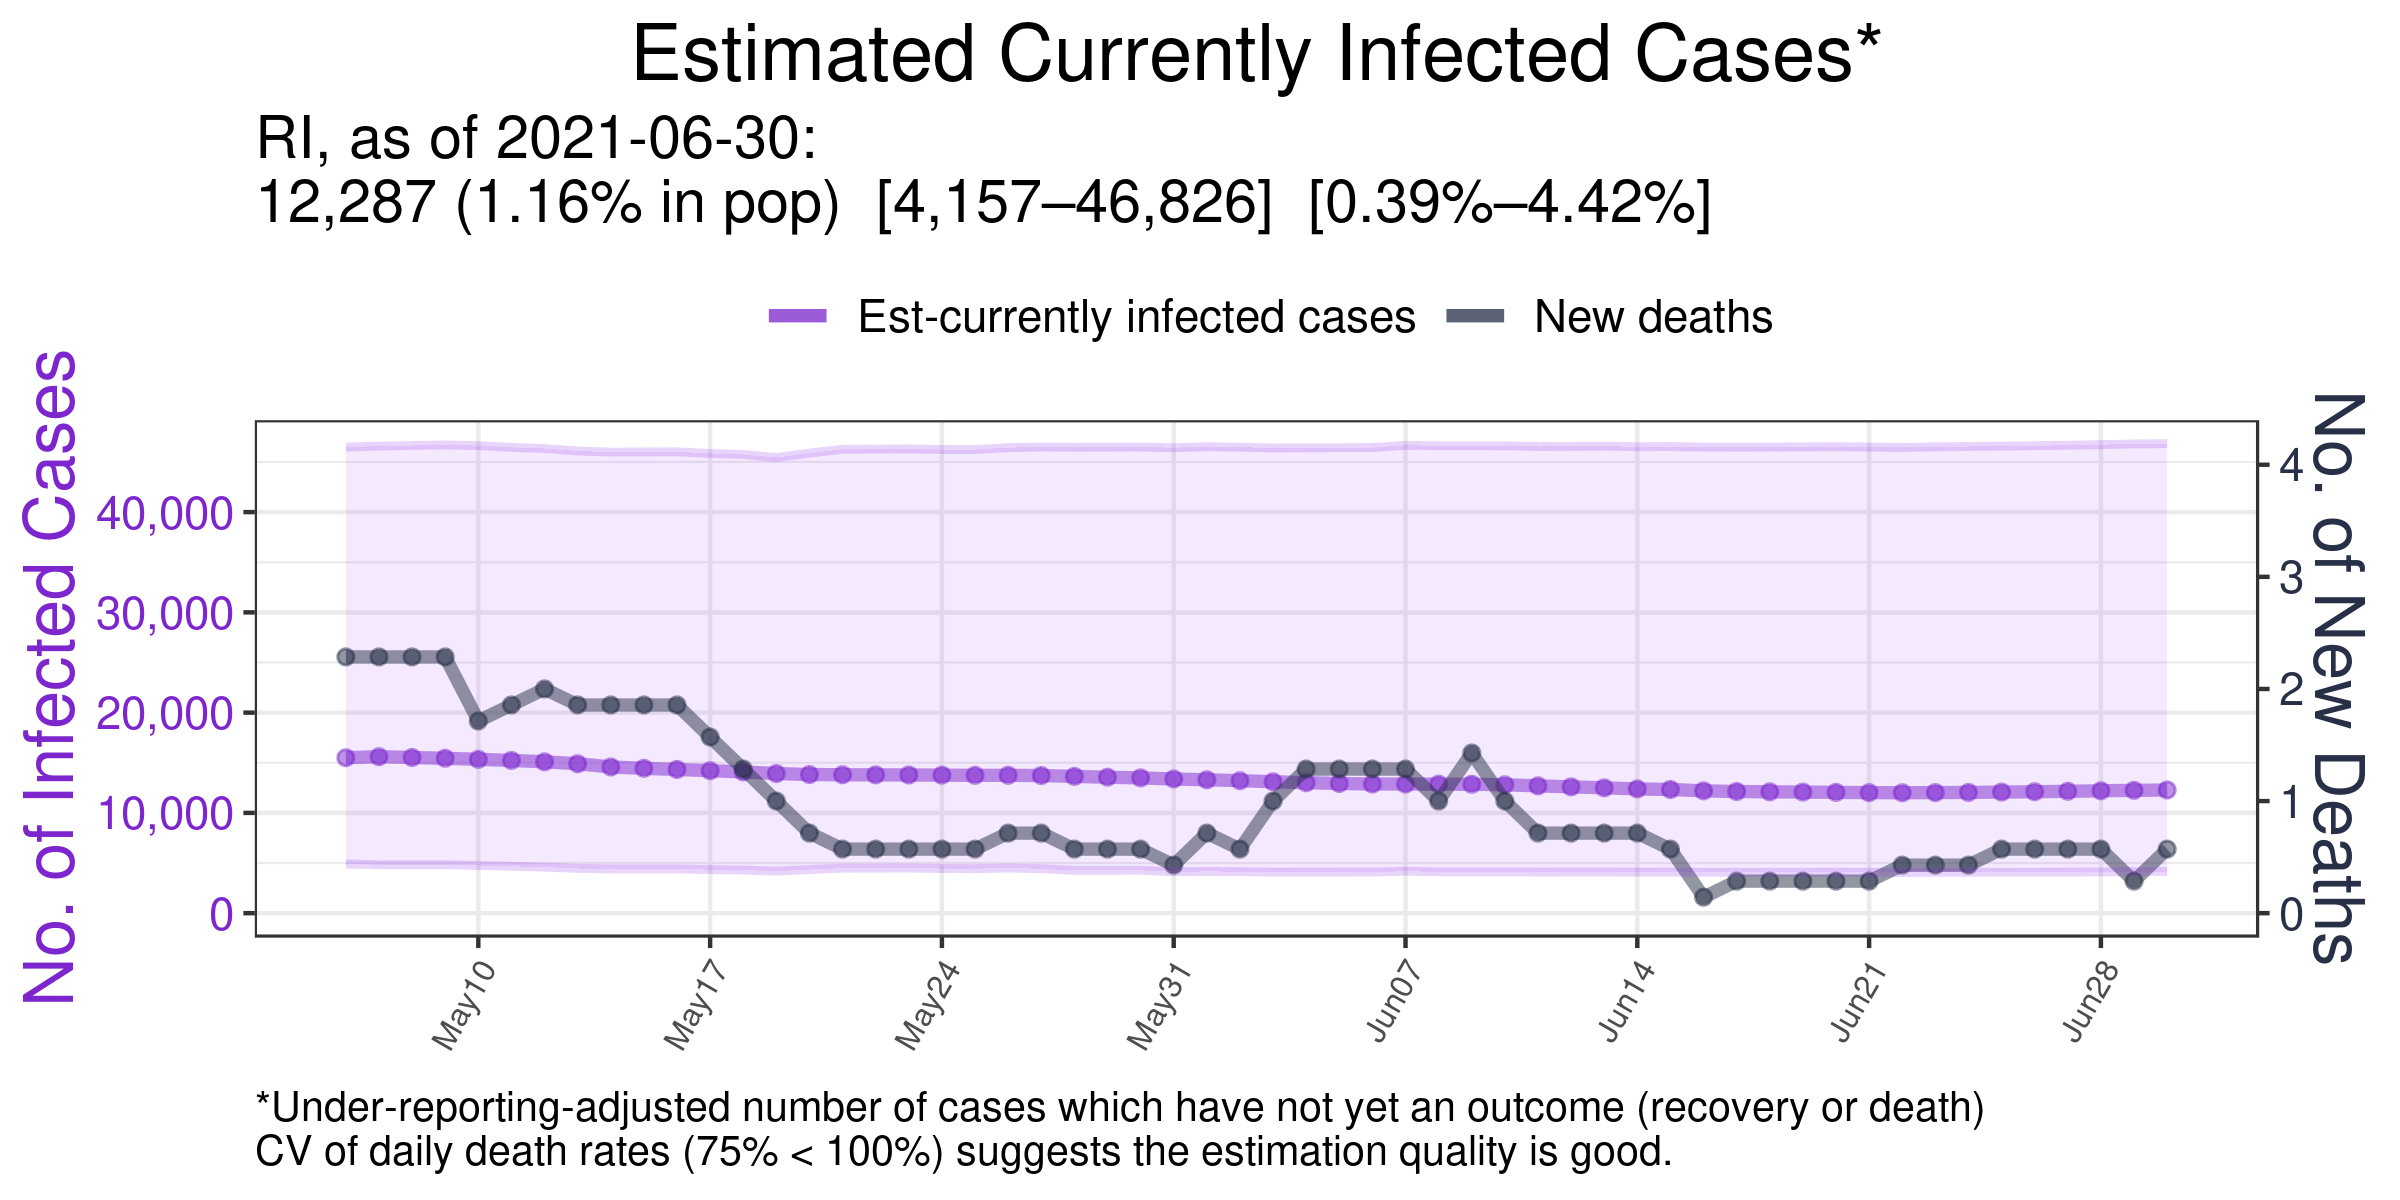 Estimated Currently Infected Cases*
RI, as of 2021-06-30:
12,287 (1.16% in pop)  [4,157–46,826]  [0.39%–4.42%]
Est-currently infected cases
New deaths
No. of Infected Cases
40,000
30,000
20,000
10,000
0
4
3
2
1
0
No. of New Deaths
May10
May17
May24
May31
Jun07
Jun14
Jun21
Jun28
*Under-reporting-adjusted number of cases which have not yet an outcome (recovery or death)
CV of daily death rates (75% < 100%) suggests the estimation quality is good.